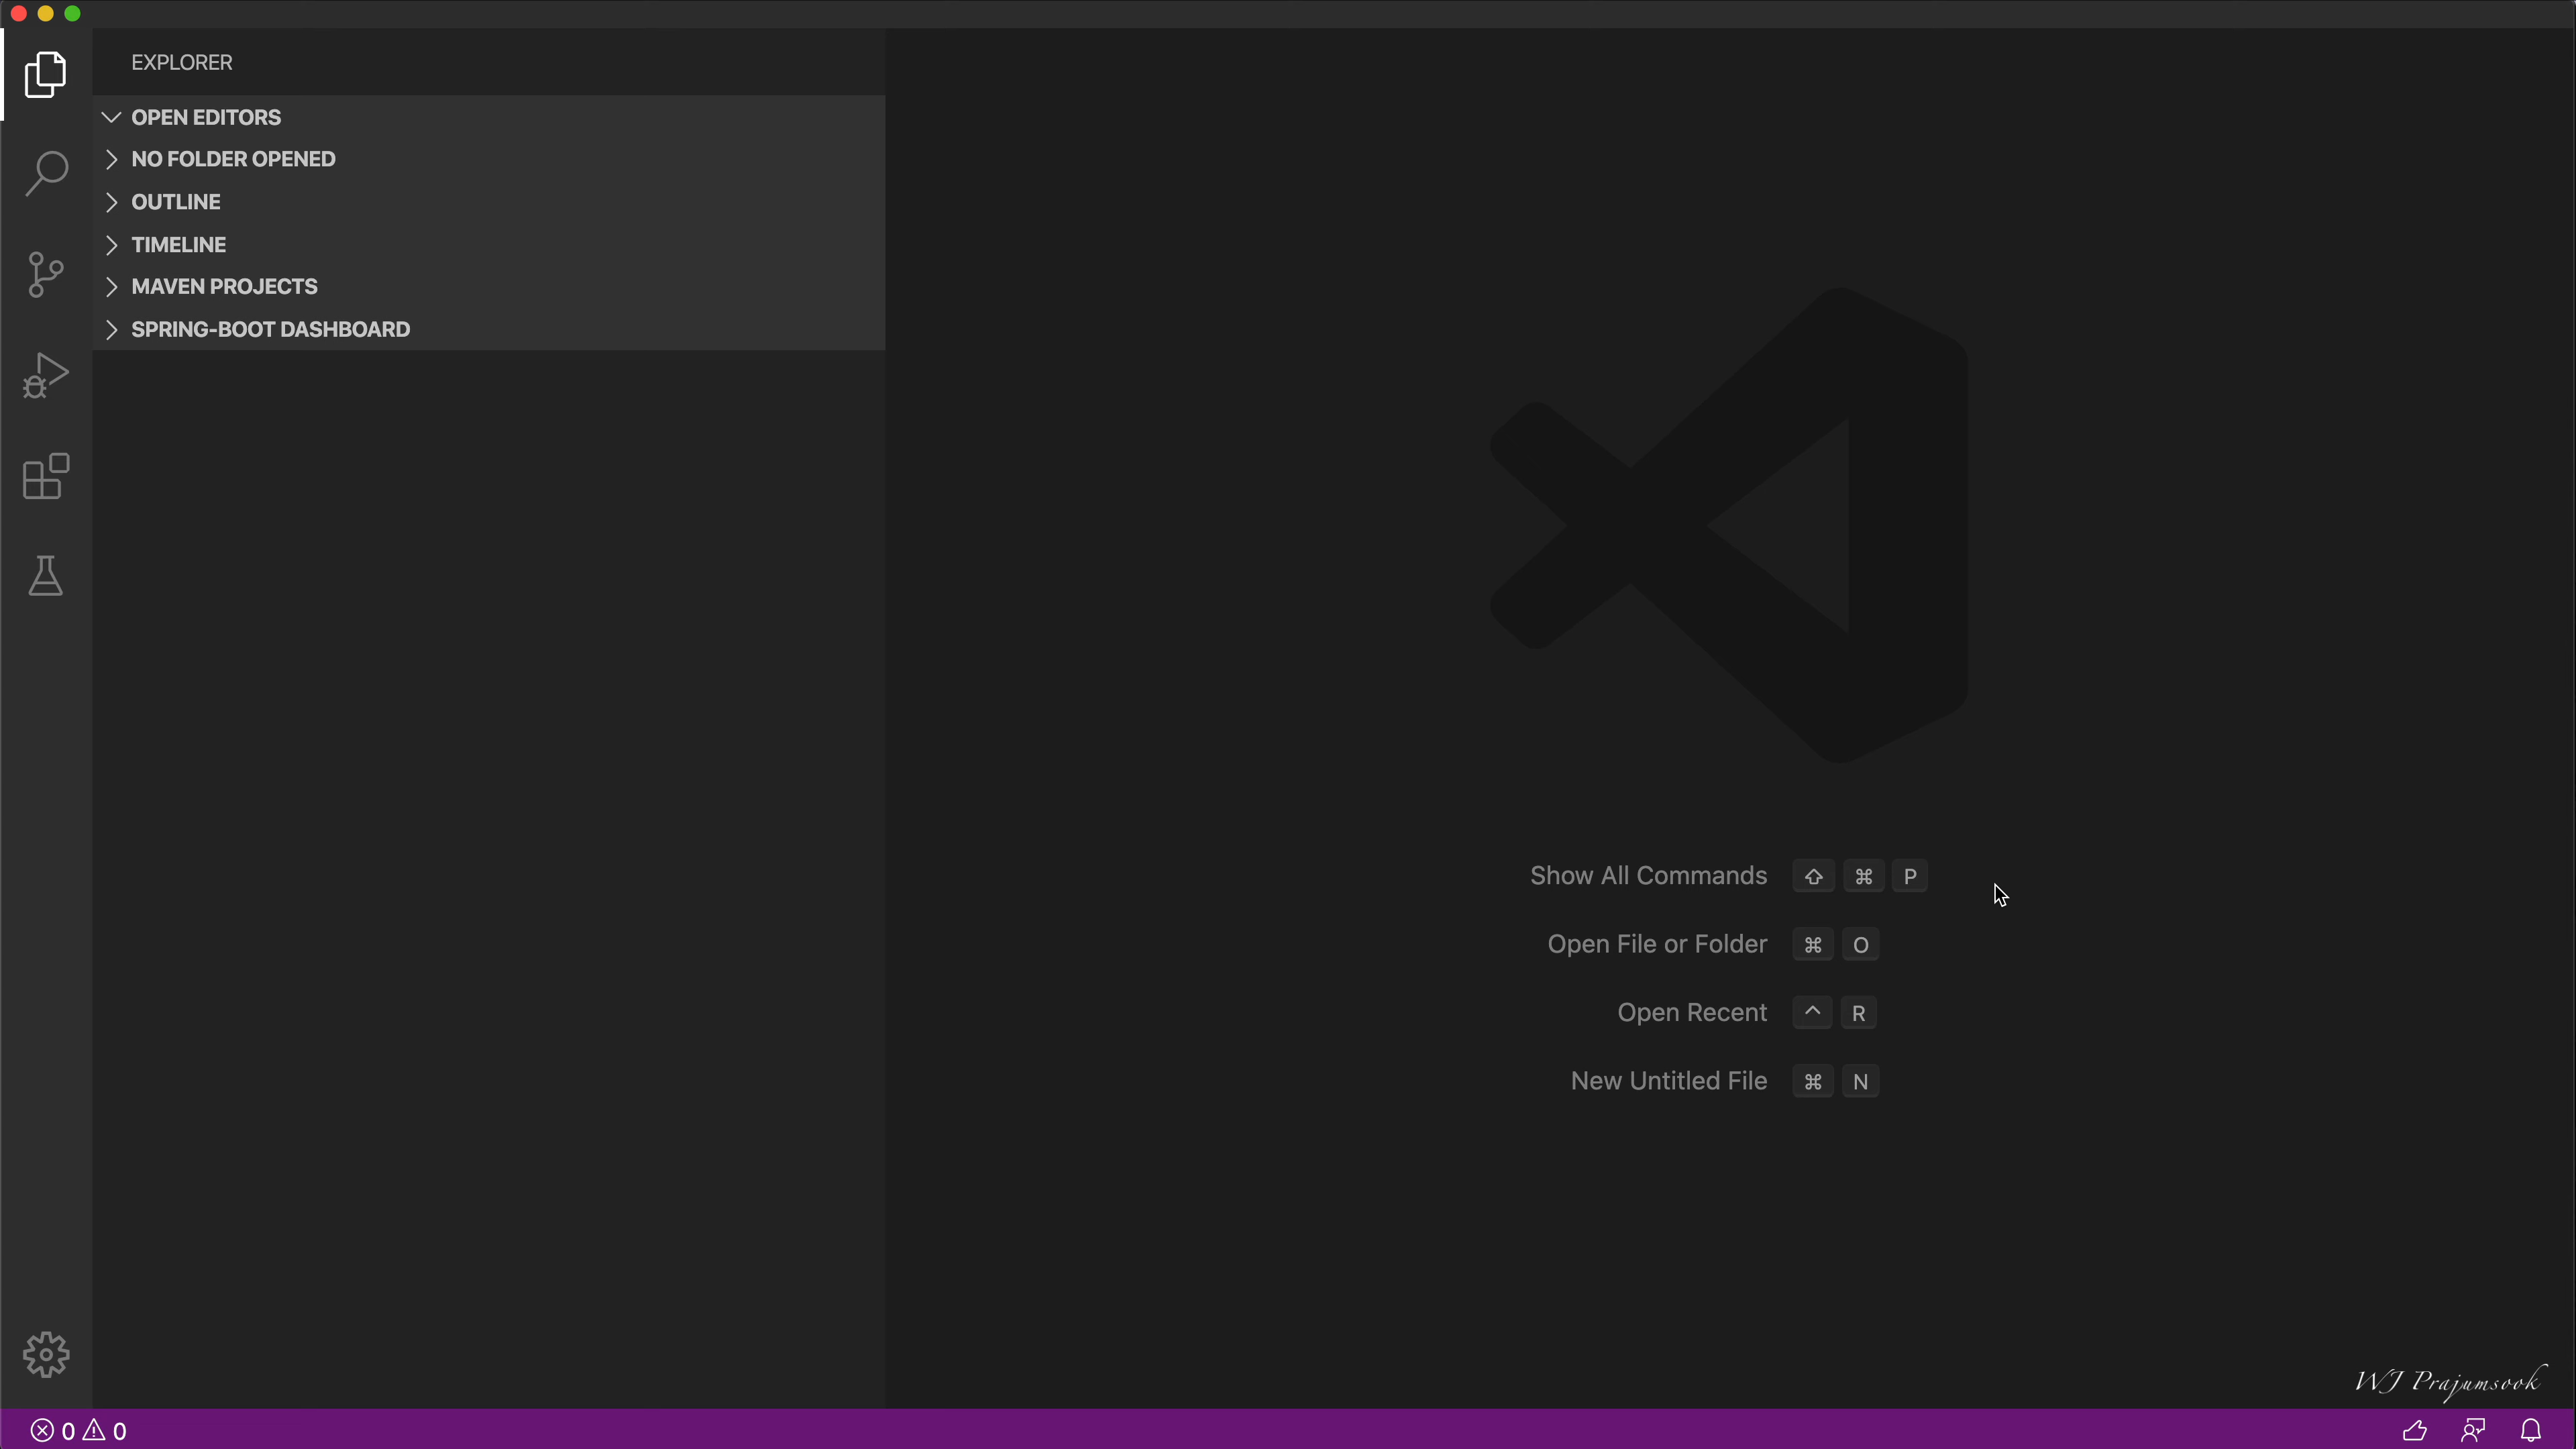 EXPLORER
OPEN EDITORS
NO FOLDER OPENED
OUTLINE
TIMELINE
MAVEN PROJECTS
SPRING-BOOT DASHBOARD
Show All Commands ⇧ ⌘ P
Open File or Folder ⌘ O
Open Recent ^ R
New Untitled File ⌘ N
WJ Prajumsook
0 0